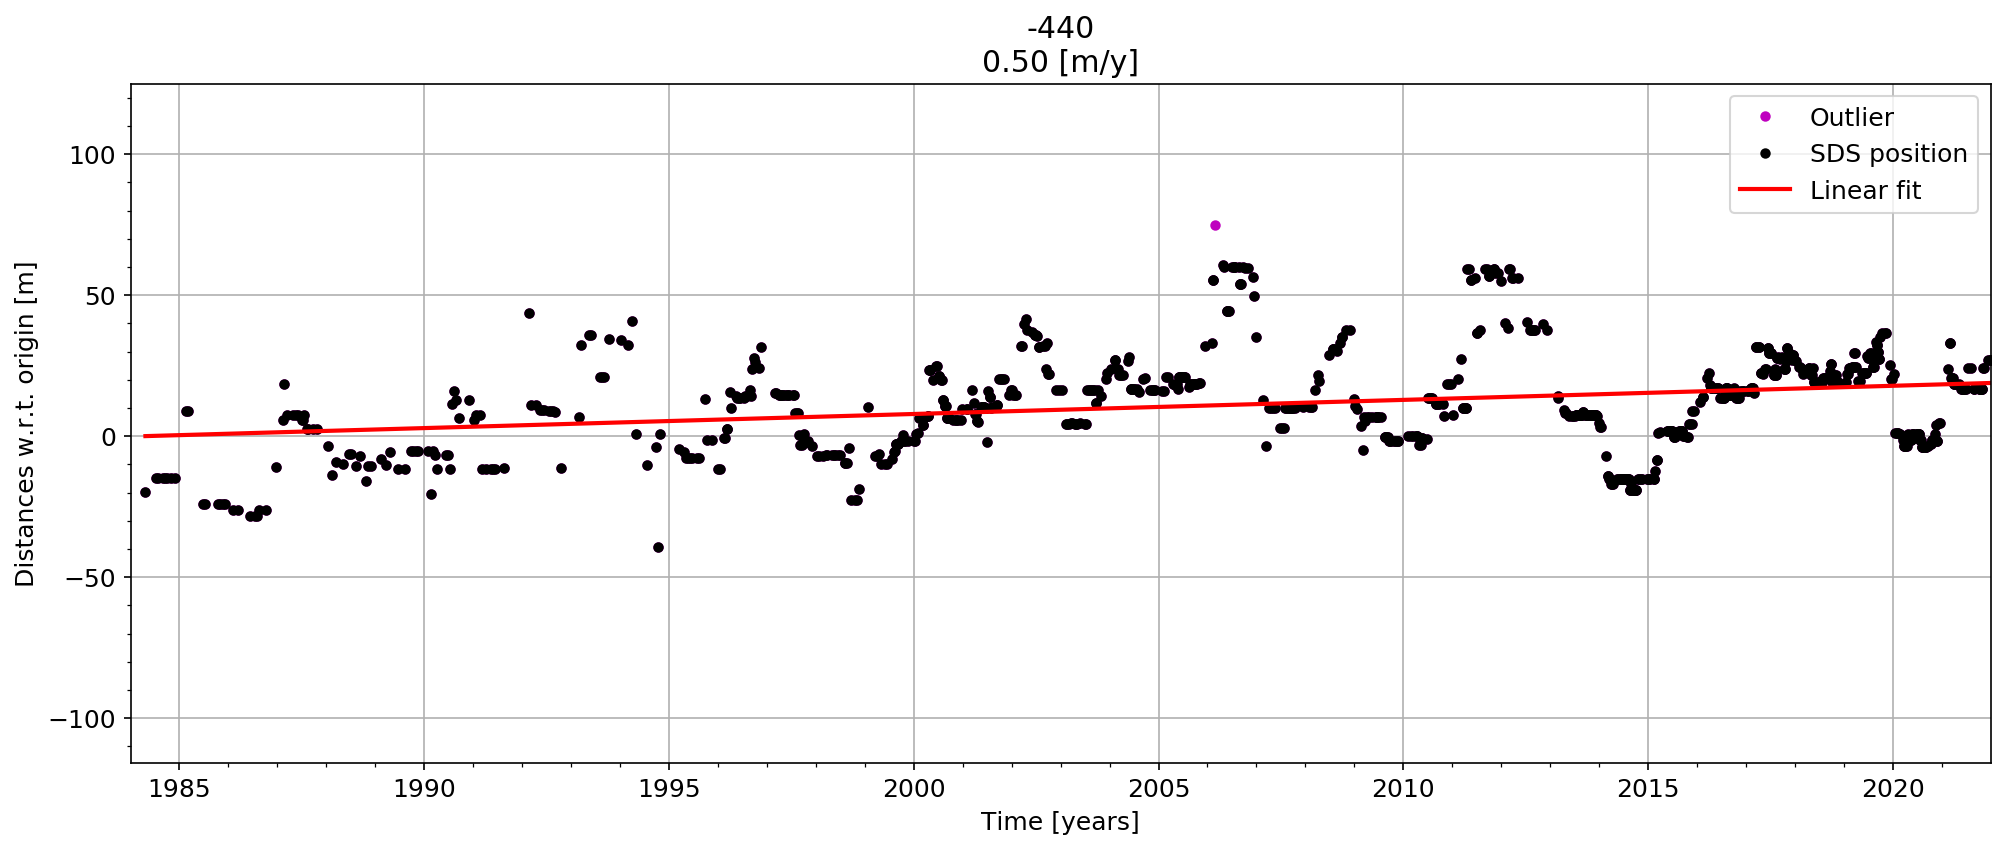 -440
0.50 [m/y]
Outlier
SDS position
Linear fit
Distances w.r.t. origin [m]
100
50
0
−50
−100
1985 1990 1995 2000 2005 2010 2015 2020
Time [years]